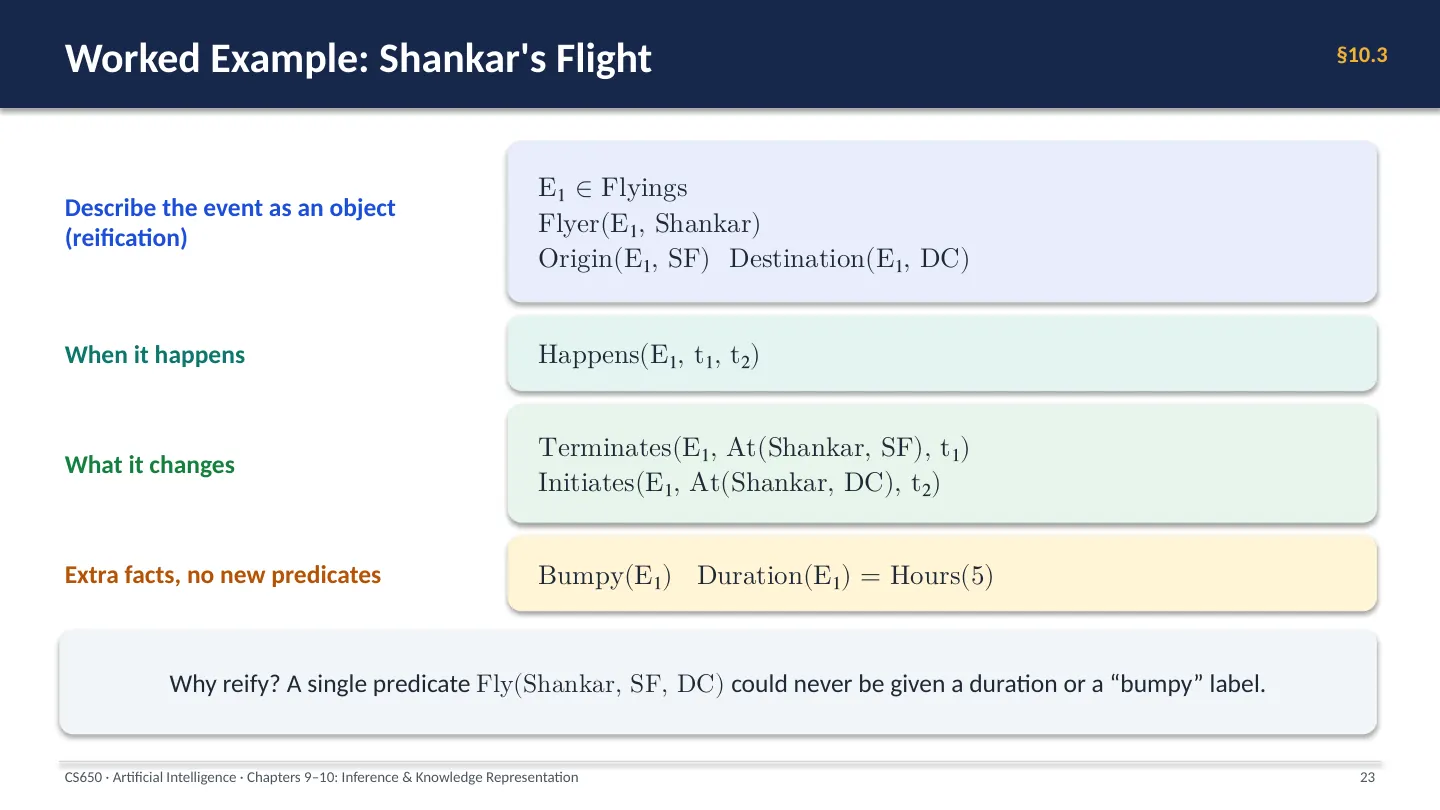 Worked Example: Shankar's Flight
§10.3
Describe the event as an object
(reification)
E₁ ∈ Flyings
Flyer(E₁, Shankar)
Origin(E₁, SF) Destination(E₁, DC)
When it happens
Happens(E₁, t₁, t₂)
What it changes
Terminates(E₁, At(Shankar, SF), t₁)
Initiates(E₁, At(Shankar, DC), t₂)
Extra facts, no new predicates
Bumpy(E₁) Duration(E₁) = Hours(5)
Why reify? A single predicate Fly(Shankar, SF, DC) could never be given a duration or a “bumpy” label.
CS650 · Artificial Intelligence · Chapters 9–10: Inference & Knowledge Representation
23